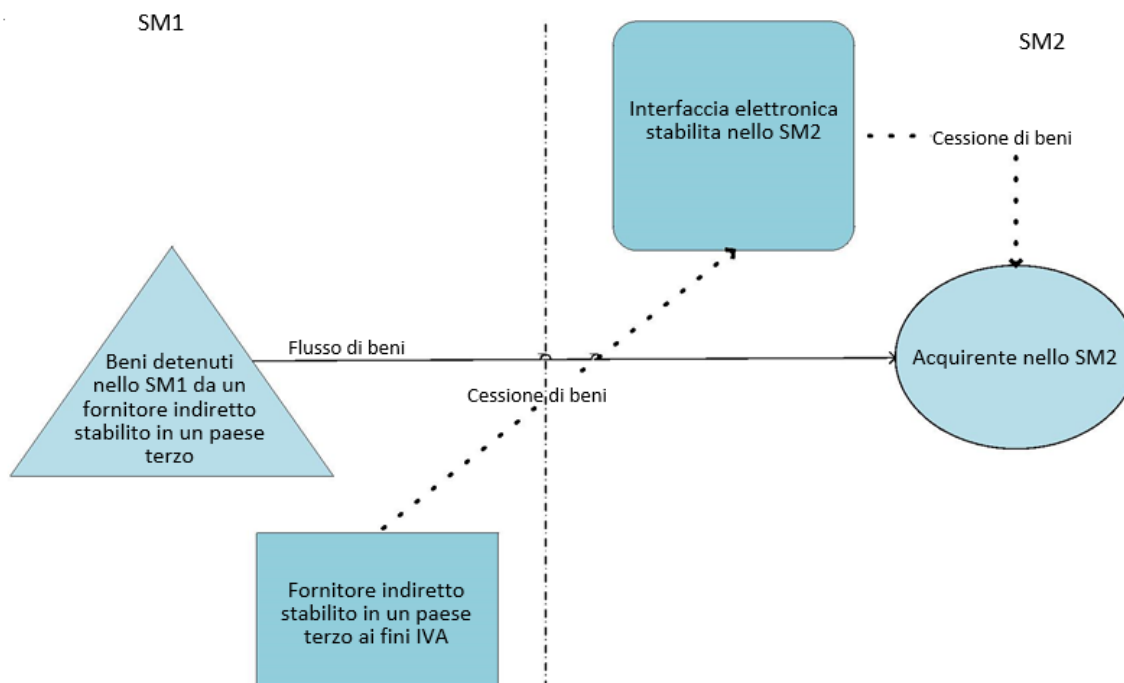 SM1
SM2
Interfaccia elettronica
stabilita nello SM2
Cessione di beni
Flusso di beni
Beni detenuti
nello SM1 da un
fornitore indiretto
stabilito in un paese
terzo
Acquirente nello SM2
Cessione di beni
Fornitore indiretto
stabilito in un paese
terzo ai fini IVA